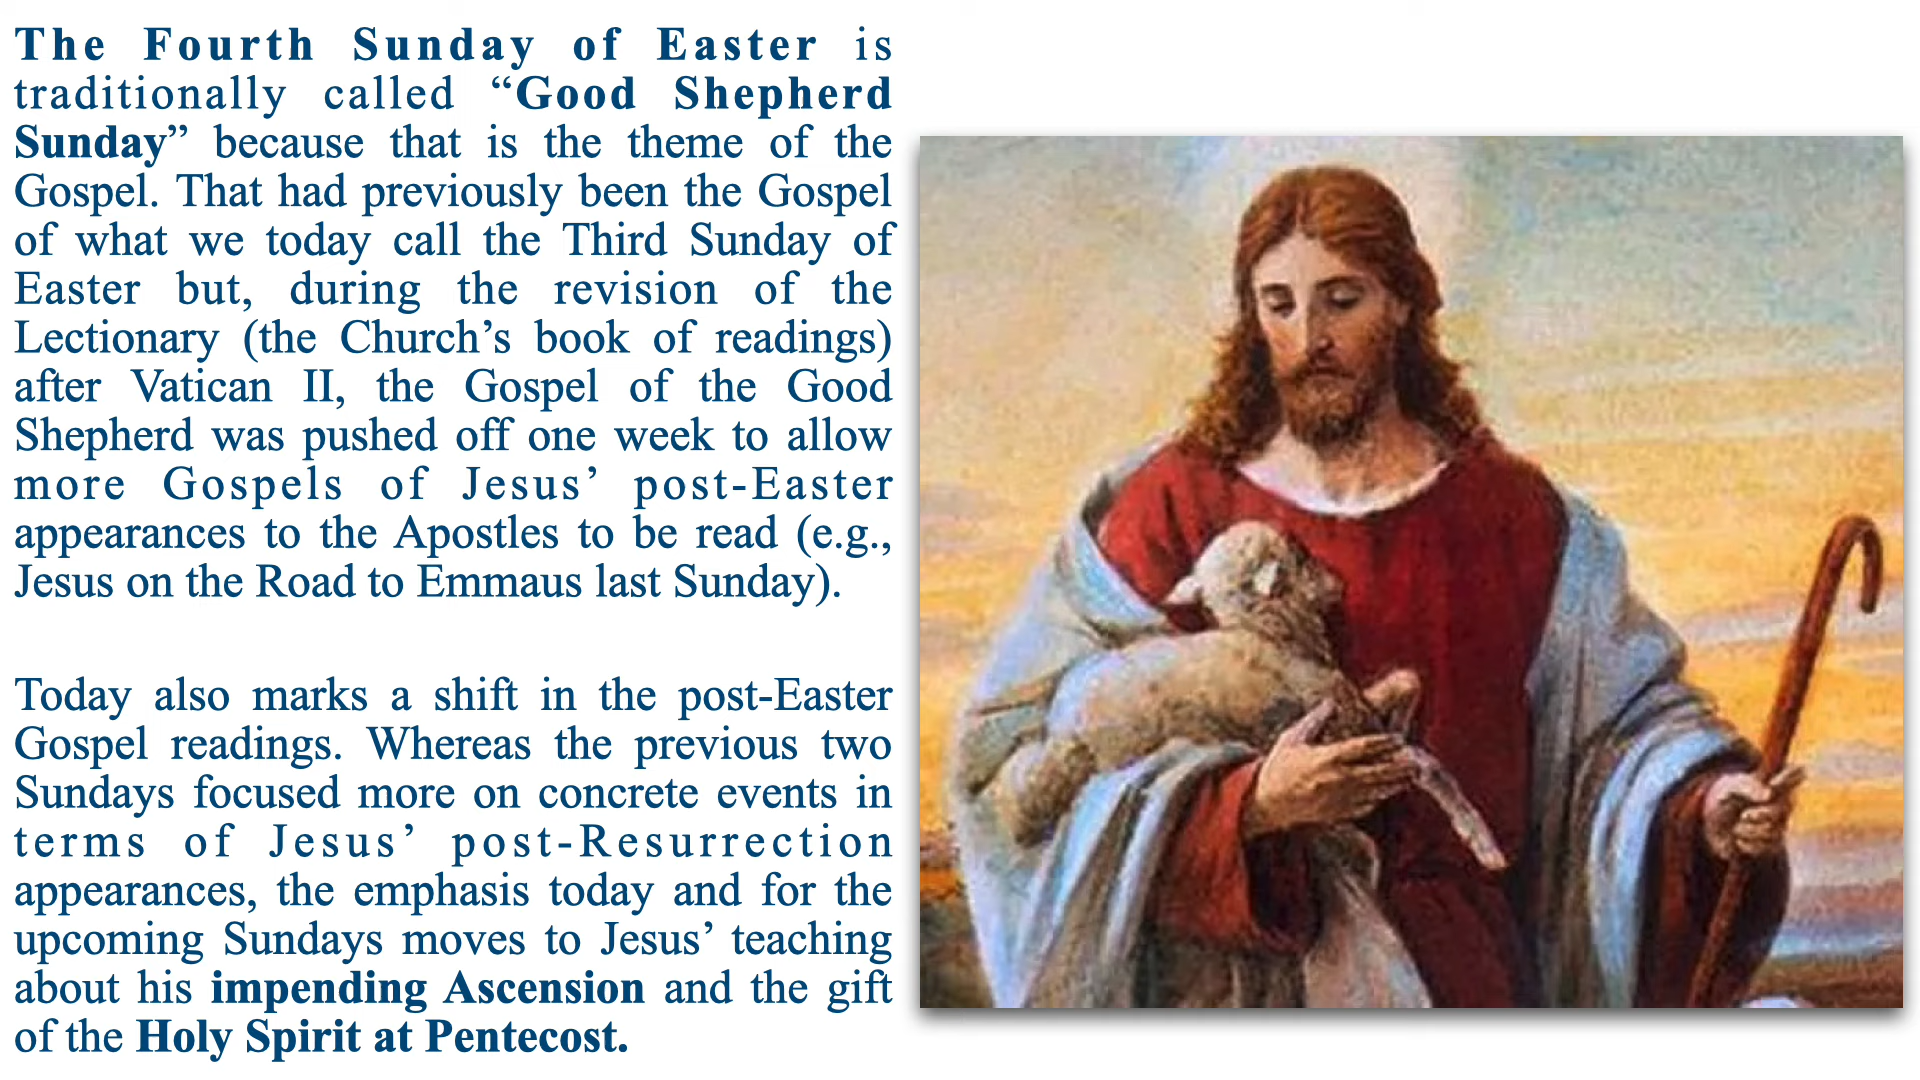 The Fourth Sunday of Easter is
traditionally called “Good Shepherd
Sunday” because that is the theme of the
Gospel. That had previously been the Gospel
of what we today call the Third Sunday of
Easter but, during the revision of the
Lectionary (the Church’s book of readings)
after Vatican II, the Gospel of the Good
Shepherd was pushed off one week to allow
more Gospels of Jesus’ post-Easter
appearances to the Apostles to be read (e.g.,
Jesus on the Road to Emmaus last Sunday).
Today also marks a shift in the post-Easter
Gospel readings. Whereas the previous two
Sundays focused more on concrete events in
terms of Jesus’ post-Resurrection
appearances, the emphasis today and for the
upcoming Sundays moves to Jesus’ teaching
about his impending Ascension and the gift
of the Holy Spirit at Pentecost.